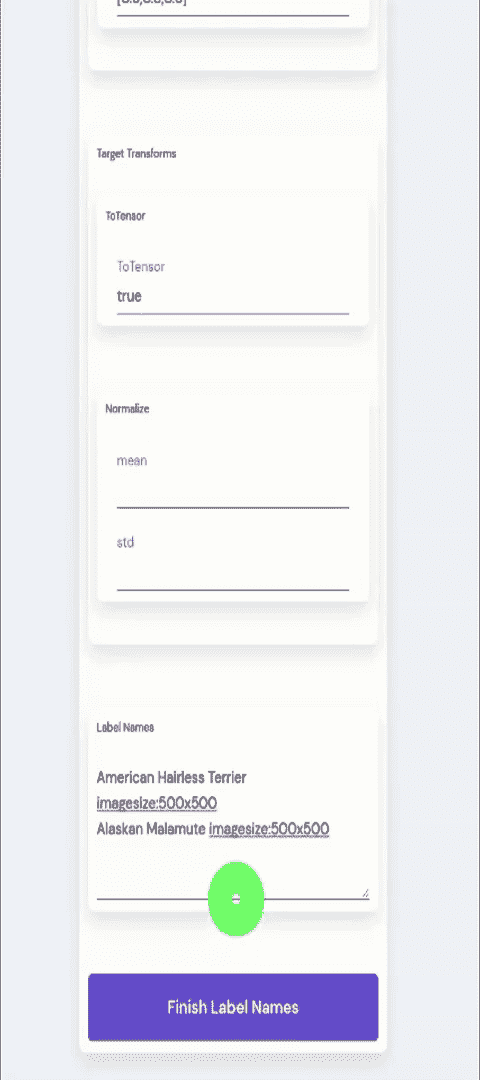 Target Transforms
ToTensor
ToTensor
true
Normalize
mean
std
Label Names
American Hairless Terrier
imagesize:500x500
Alaskan Malamute imagesize:500x500
Finish Label Names